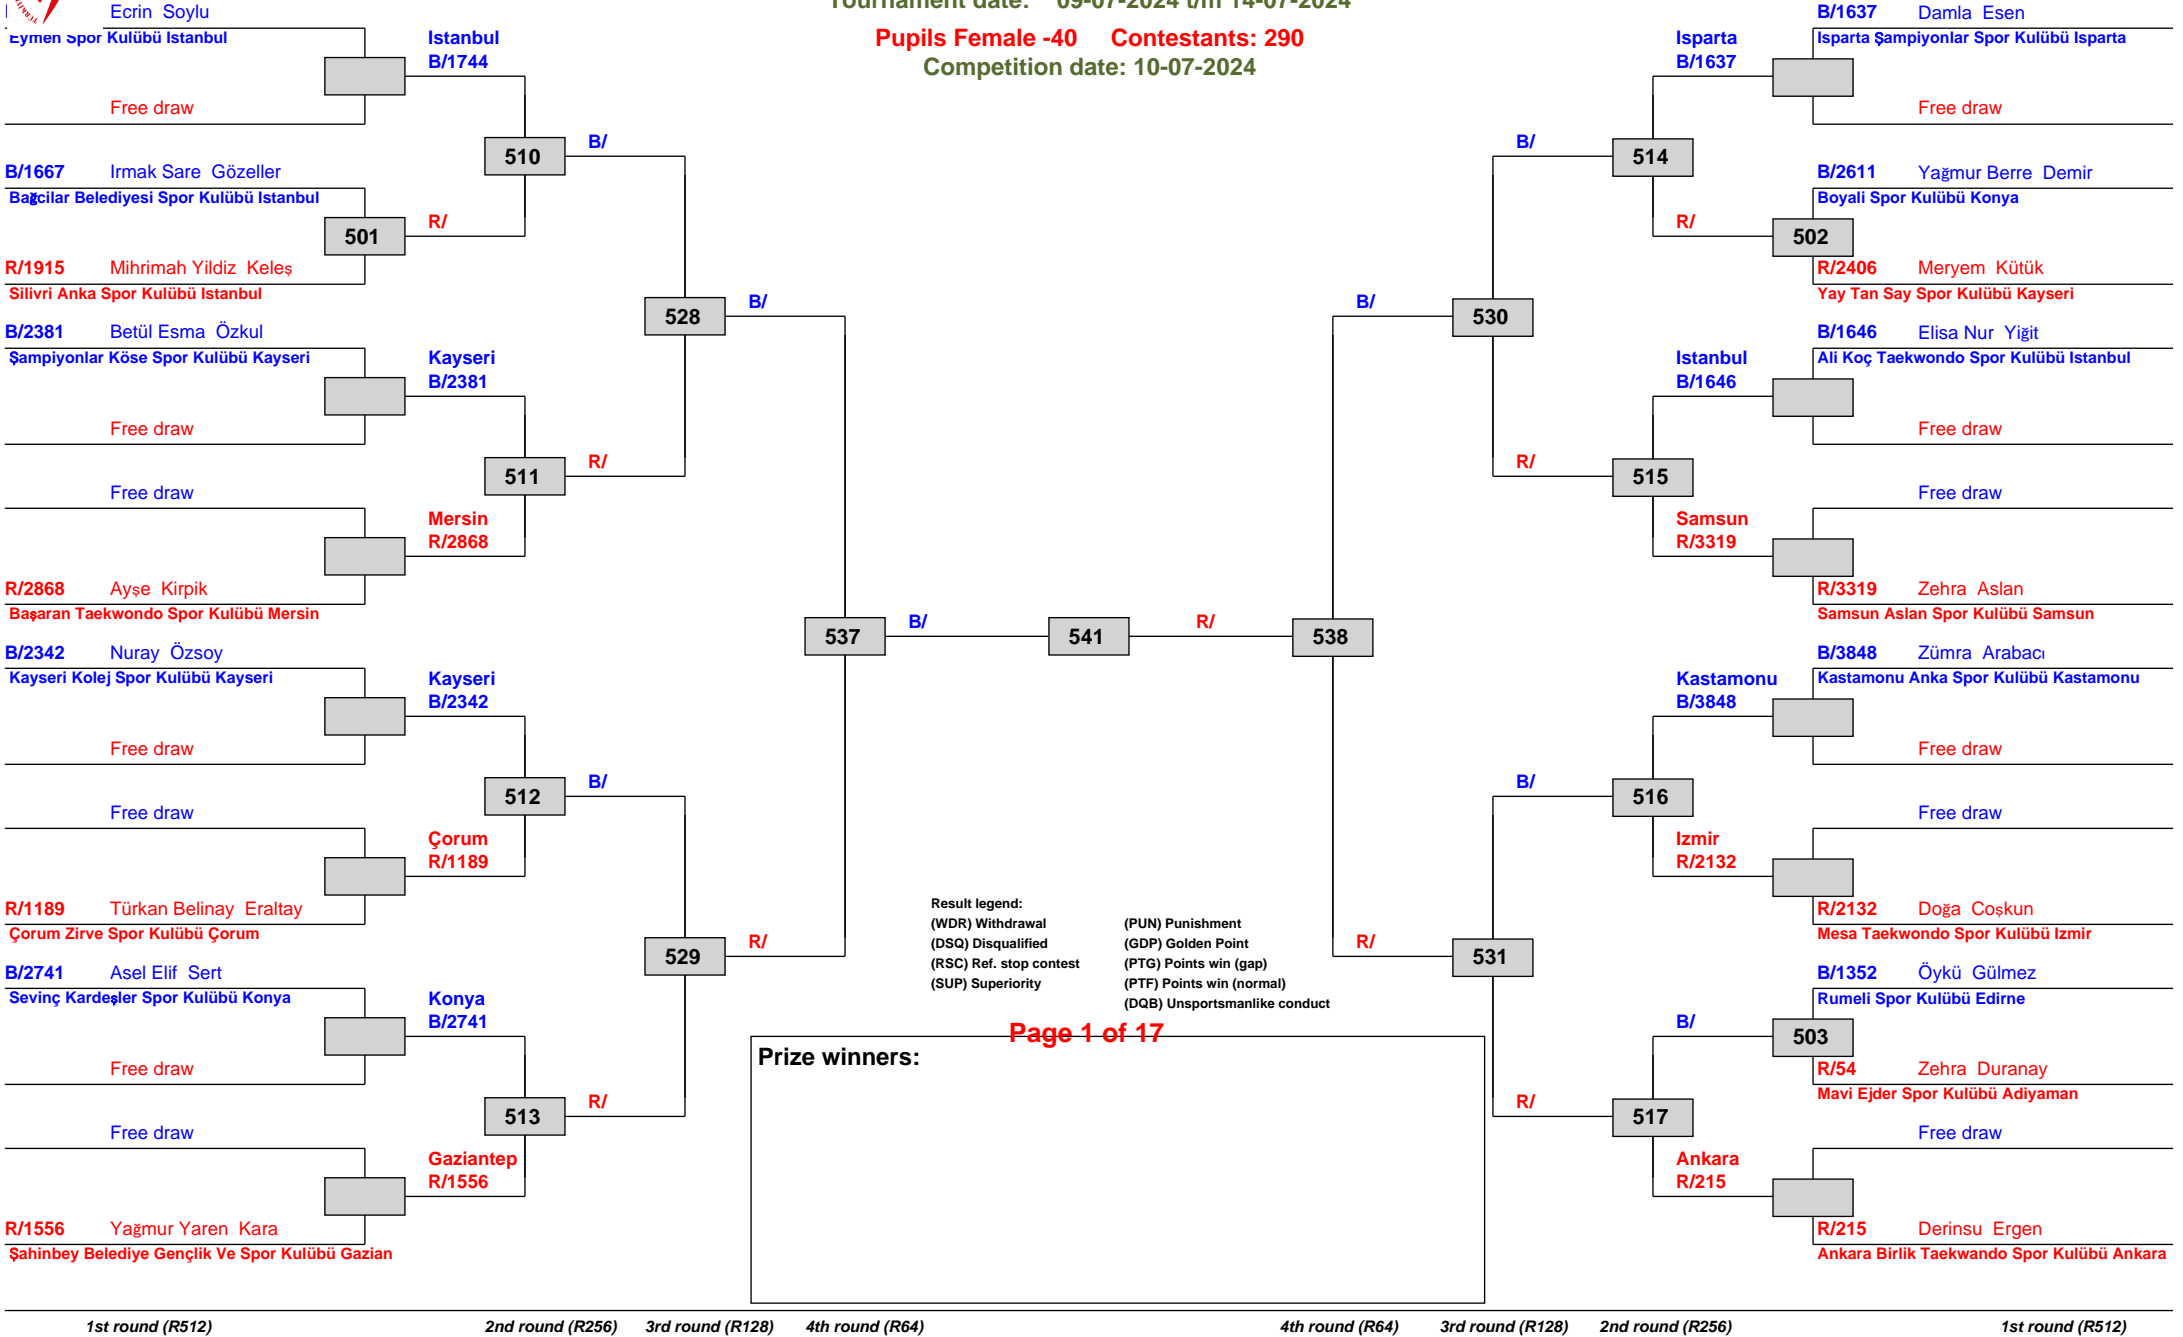 Tournament date: 09-07-2024 t/m 14-07-2024
Pupils Female -40 Contestants: 290
Competition date: 10-07-2024
Ecrin Soylu
Eymen Spor Kulübü Istanbul
Free draw
Istanbul
B/1744
B/1667 Irmak Sare Gözeller
Bağcilar Belediyesi Spor Kulübü Istanbul
501
R/1915 Mihrimah Yildiz Keleş
Silivri Anka Spor Kulübü Istanbul
R/
510
B/
B/2381 Betül Esma Özkul
Şampiyonlar Köse Spor Kulübü Kayseri
Free draw
Kayseri
B/2381
Free draw
R/2868 Ayşe Kirpik
Başaran Taekwondo Spor Kulübü Mersin
Mersin
R/2868
511
R/
528
B/
B/2342 Nuray Özsoy
Kayseri Kolej Spor Kulübü Kayseri
Free draw
Kayseri
B/2342
Free draw
R/1189 Türkan Belinay Eraltay
Çorum Zirve Spor Kulübü Çorum
Çorum
R/1189
512
B/
B/2741 Asel Elif Sert
Sevinç Kardeşler Spor Kulübü Konya
Free draw
Konya
B/2741
Free draw
R/1556 Yağmur Yaren Kara
Şahinbey Belediye Gençlik Ve Spor Kulübü Gazian
Gaziantep
R/1556
513
R/
529
R/
537
B/
541
R/
538
B/1637 Damla Esen
Isparta Şampiyonlar Spor Kulübü Isparta
Free draw
Isparta
B/1637
B/2611 Yağmur Berre Demir
Boyali Spor Kulübü Konya
502
R/2406 Meryem Kütük
Yay Tan Say Spor Kulübü Kayseri
R/
514
B/
B/1646 Elisa Nur Yiğit
Ali Koç Taekwondo Spor Kulübü Istanbul
Free draw
Istanbul
B/1646
Free draw
R/3319 Zehra Aslan
Samsun Aslan Spor Kulübü Samsun
Samsun
R/3319
515
R/
530
B/
B/3848 Zümra Arabacı
Kastamonu Anka Spor Kulübü Kastamonu
Free draw
Kastamonu
B/3848
Free draw
R/2132 Doğa Coşkun
Mesa Taekwondo Spor Kulübü Izmir
Izmir
R/2132
516
B/
B/1352 Öykü Gülmez
Rumeli Spor Kulübü Edirne
503
R/54 Zehra Duranay
Mavi Ejder Spor Kulübü Adiyaman
B/
Free draw
R/215 Derinsu Ergen
Ankara Birlik Taekwando Spor Kulübü Ankara
Ankara
R/215
517
R/
531
R/
Result legend:
(WDR) Withdrawal (PUN) Punishment
(DSQ) Disqualified (GDP) Golden Point
(RSC) Ref. stop contest (PTG) Points win (gap)
(SUP) Superiority (PTF) Points win (normal)
(DQB) Unsportsmanlike conduct
Page 1 of 17
Prize winners:
1st round (R512) 2nd round (R256) 3rd round (R128) 4th round (R64) 4th round (R64) 3rd round (R128) 2nd round (R256) 1st round (R512)